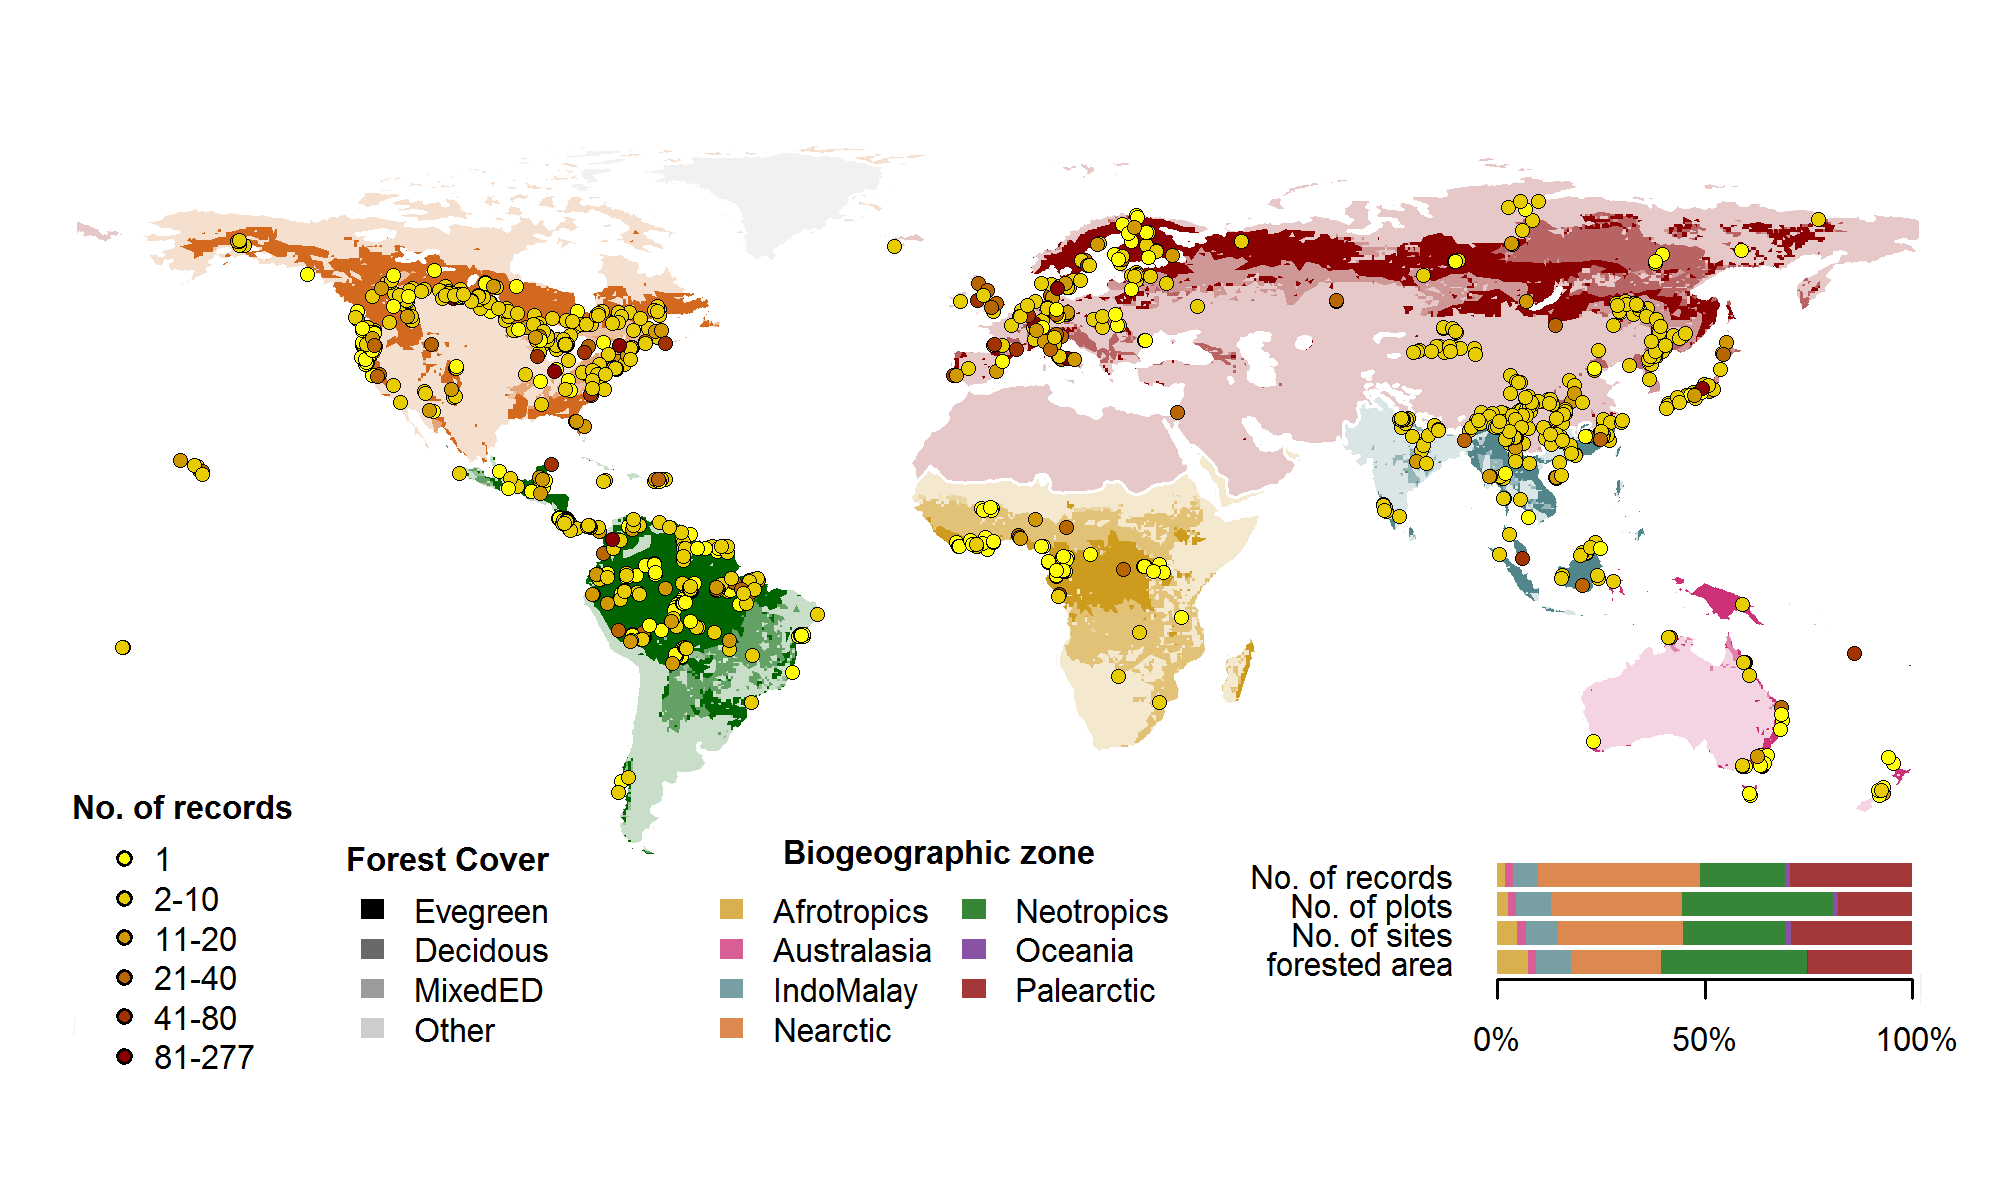 No. of records
1
2-10
11-20
21-40
41-80
81-277
Forest Cover
Evegreen
Decidous
MixedED
Other
Biogeographic zone
Afrotropics
Australasia
IndoMalay
Nearctic
Neotropics
Oceania
Palearctic
No. of records
No. of plots
No. of sites
forested area
0% 50% 100%